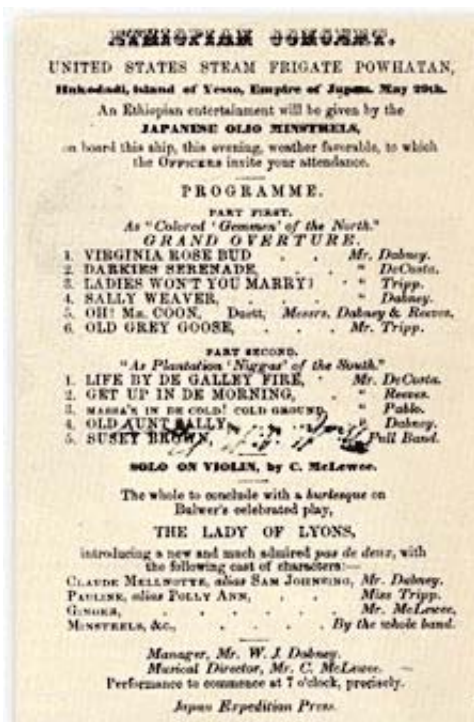 ETHIOPIAN CONCERT.
UNITED STATES STEAM FRIGATE POWHATAN,
Hakodadi, Island of Yesso, Empire of Japan. May 29th.
An Ethiopian entertainment will be given by the
JAPANESE OLIO MINSTRELS,
on board this ship, this evening, weather favorable, to which
the OFFICERS invite your attendance.
PROGRAMME.
PART FIRST.
As "Colored 'Gemmen' of the North."
GRAND OVERTURE.
1. VIRGINIA ROSE BUD . . Mr. Dabney.
2. DARKIES SERENADE, . . " DeCosta.
3. LADIES WON'T YOU MARRY? . " Tripp.
4. SALLY WEAVER, . . . " Dabney.
5. OH! MR. COON, Duett, Messrs. Dabney & Reeves.
6. OLD GREY GOOSE, . . . Mr. Tripp.
PART SECOND.
"As Plantation 'Niggas' of the South."
1. LIFE BY DE GALLEY FIRE, . Mr. DeCosta.
2. GET UP IN DE MORNING, . " Reeves.
3. MASSA'S IN DE COLD! COLD GROUND, " Pablo.
4. OLD AUNT SALLY, . " Dabney.
5. SUSEY BROWN, Full Band.
SOLO ON VIOLIN, by C. McLewee.
The whole to conclude with a burlesque on
Bulwer's celebrated play,
THE LADY OF LYONS,
introducing a new and much admired pas de deux, with
the following cast of characters:—
CLAUDE MELLNOTTE, alias SAM JOHNSING, Mr. Dabney.
PAULINE, alias POLLY ANN, . . Miss Tripp.
GINGER, . . . . . Mr. McLewee,
MINSTREELS, &c., . . . . By the whole band.
Manager, Mr. W. J. Dabney.
Musical Director, Mr. C. McLewee. —
Performance to commence at 7 o'clock, precisely.
Japan Expedition Press.